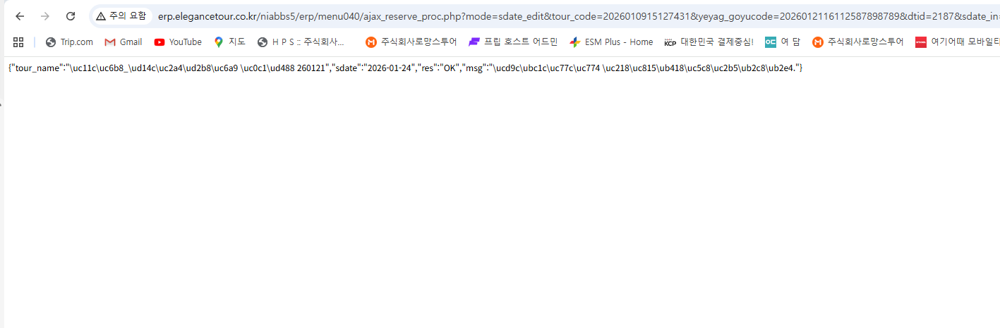 주의 요함 erp.elegancetour.co.kr/niabbs5/erp/menu040/ajax_reserve_proc.php?mode=sdate_edit&tour_code=2026010915127431&yeyag_goyucode=2026012116112587898789&dtid=2187&sdate_in=
Trip.com Gmail YouTube 지도 H P S :: 주식회사... 주식회사로망스투어 프립 호스트 어드민 ESM Plus - Home KCP 대한민국 결제중심! OC 여 담 주식회사로망스투어 여기어때 모바일티
{"tour_name":"\uc11c\uc6b8_\ud14c\uc2a4\ud2b8\uc6a9 \uc0c1\ud488 260121","sdate":"2026-01-24","res":"OK","msg":"\ucd9c\ubc1c\uc77c\uc774 \uc218\uc815\ub418\uc5c8\uc2b5\ub2c8\ub2e4."}